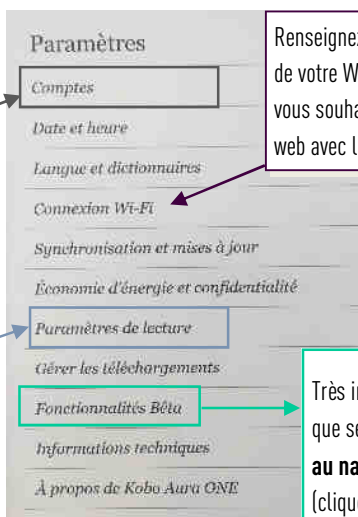 Paramètres
Comptes
Date et heure
Langue et dictionnaires
Connexion Wi-Fi
Synchronisation et mises à jour
Économie d'énergie et confidentialité
Paramètres de lecture
Gérer les téléchargements
Fonctionnalités Bêta
Informations techniques
À propos de Kobo Aura ONE
Renseignez
de votre W
vous souha
web avec l
Très i
que se
au na
(cliqu